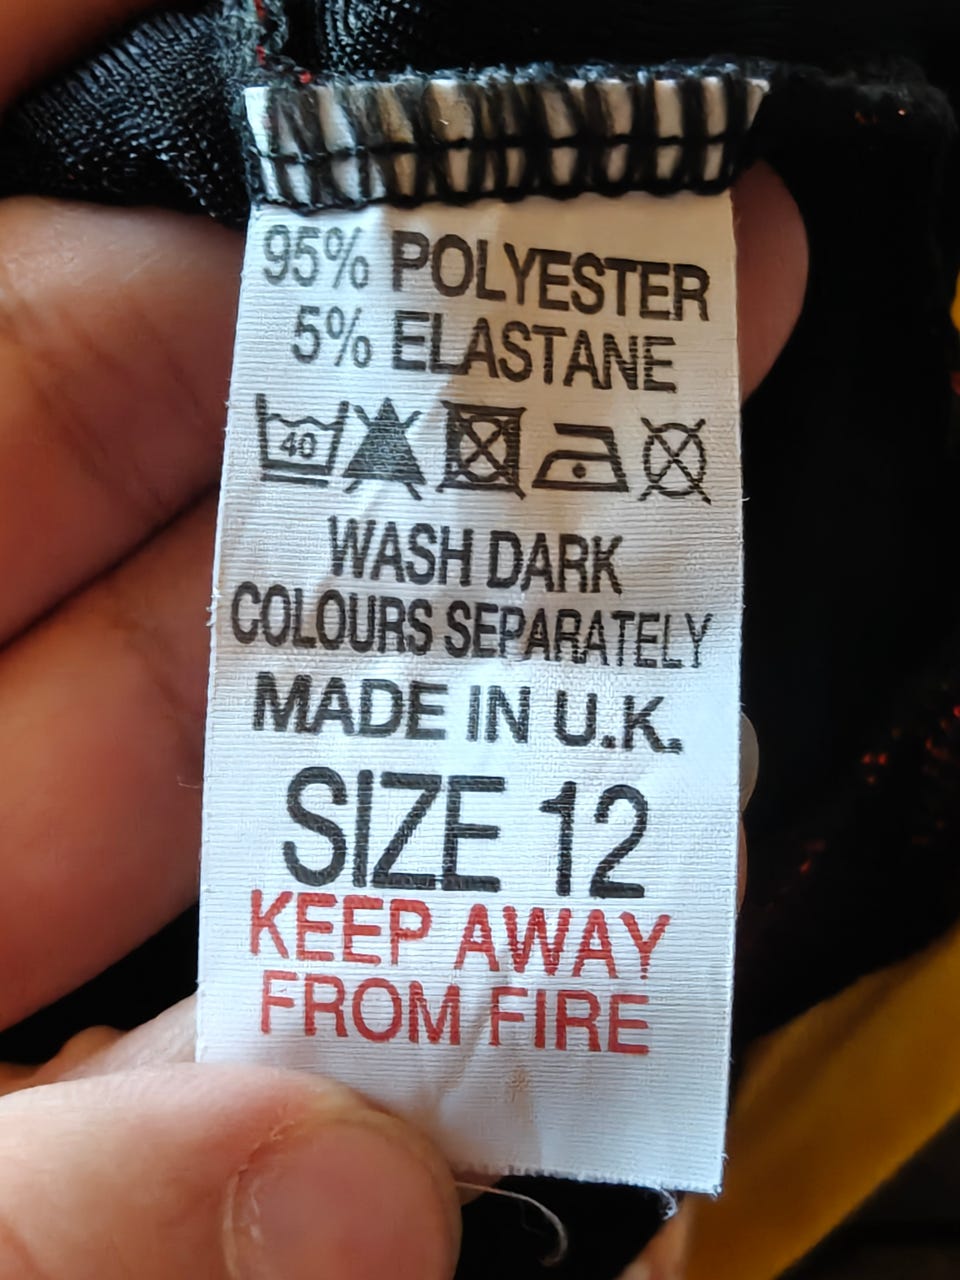 95% POLYESTER
5% ELASTANE
40
WASH DARK
COLOURS SEPARATELY
MADE IN U.K.
SIZE 12
KEEP AWAY
FROM FIRE